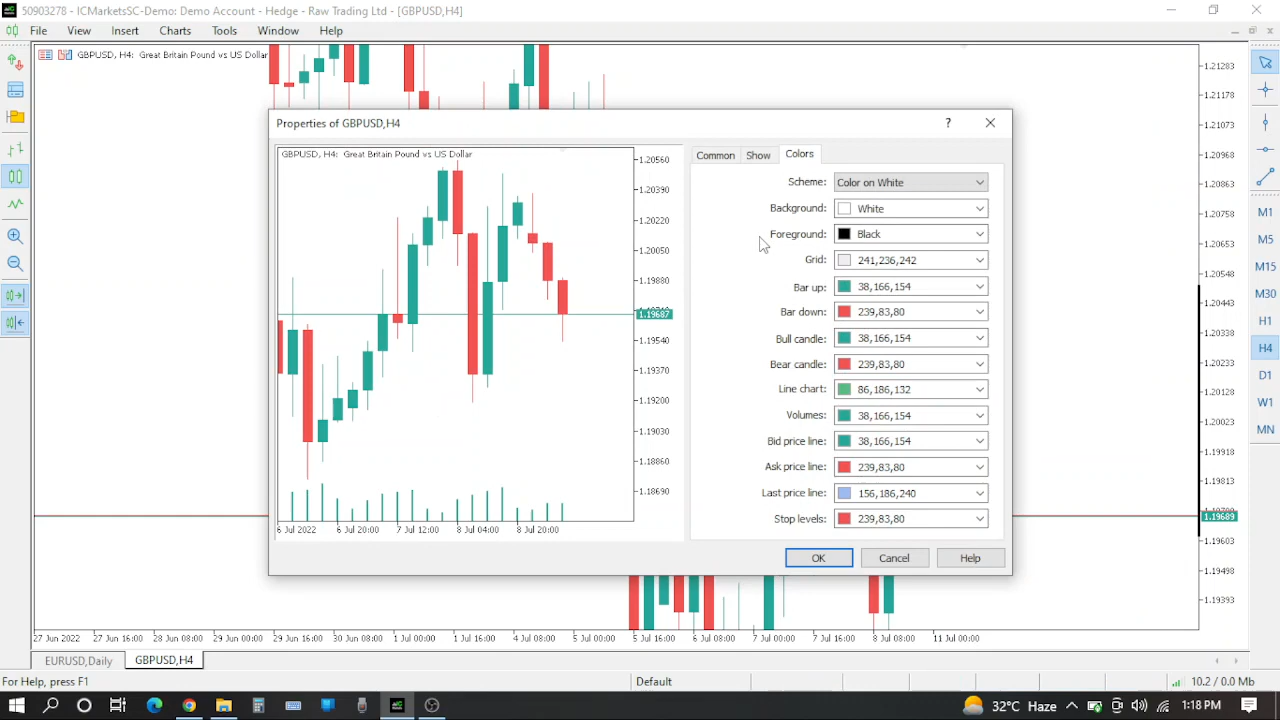 50903278 - ICMarketsSC-Demo: Demo Account - Hedge - Raw Trading Ltd - [GBPUSD,H4]
File View Insert Charts Tools Window Help
GBPUSD, H4: Great Britain Pound vs US Dollar
1.21283
1.21178
1.21073
1.20968
1.20863
1.20758
1.20653
1.20548
1.20443
1.20338
1.20233
1.20128
1.20023
1.19918
1.19813
1.19689
1.19603
1.19498
1.19393
M1
M5
M15
M30
H1
H4
D1
W1
MN
Properties of GBPUSD,H4
?
GBPUSD, H4: Great Britain Pound vs US Dollar
1.20560
1.20390
1.20220
1.20050
1.19880
1.19687
1.19540
1.19370
1.19200
1.19030
1.18860
1.18690
6 Jul 2022 6 Jul 20:00 7 Jul 12:00 8 Jul 04:00 8 Jul 20:00
Common Show Colors
Scheme: Color on White
Background: White
Foreground: Black
Grid: 241,236,242
Bar up: 38,166,154
Bar down: 239,83,80
Bull candle: 38,166,154
Bear candle: 239,83,80
Line chart: 86,186,132
Volumes: 38,166,154
Bid price line: 38,166,154
Ask price line: 239,83,80
Last price line: 156,186,240
Stop levels: 239,83,80
OK Cancel Help
27 Jun 2022 27 Jun 16:00 28 Jun 08:00 29 Jun 00:00 29 Jun 16:00 30 Jun 08:00 1 Jul 00:00 1 Jul 16:00 4 Jul 08:00 5 Jul 00:00 5 Jul 16:00 6 Jul 08:00 7 Jul 00:00 7 Jul 16:00 8 Jul 08:00 11 Jul 00:00
EURUSD,Daily GBPUSD,H4
For Help, press F1 Default 10.2 / 0.0 Mb
32°C Haze 1:18 PM